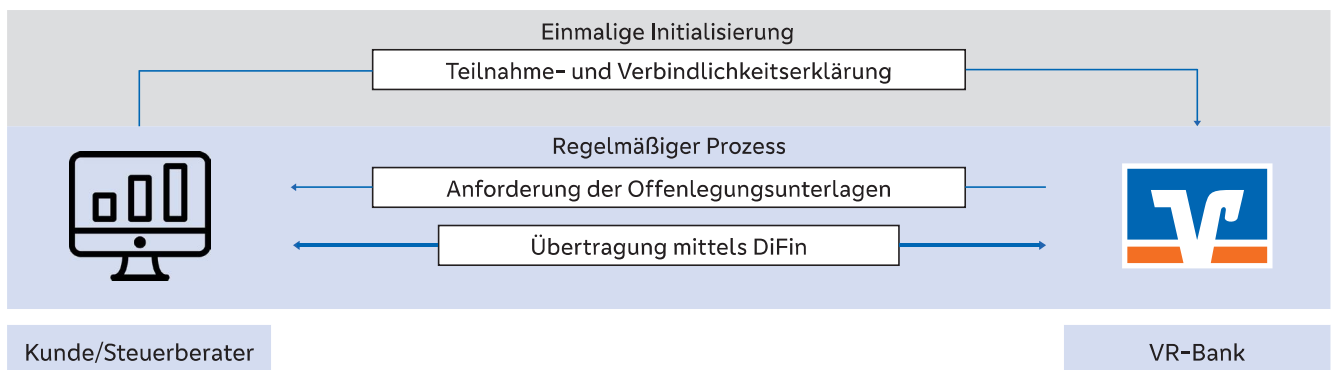 Einmalige Initialisierung
Teilnahme- und Verbindlichkeitserklärung
Regelmäßiger Prozess
Anforderung der Offenlegungsunterlagen
Übertragung mittels DiFin
Kunde/Steuerberater
VR-Bank